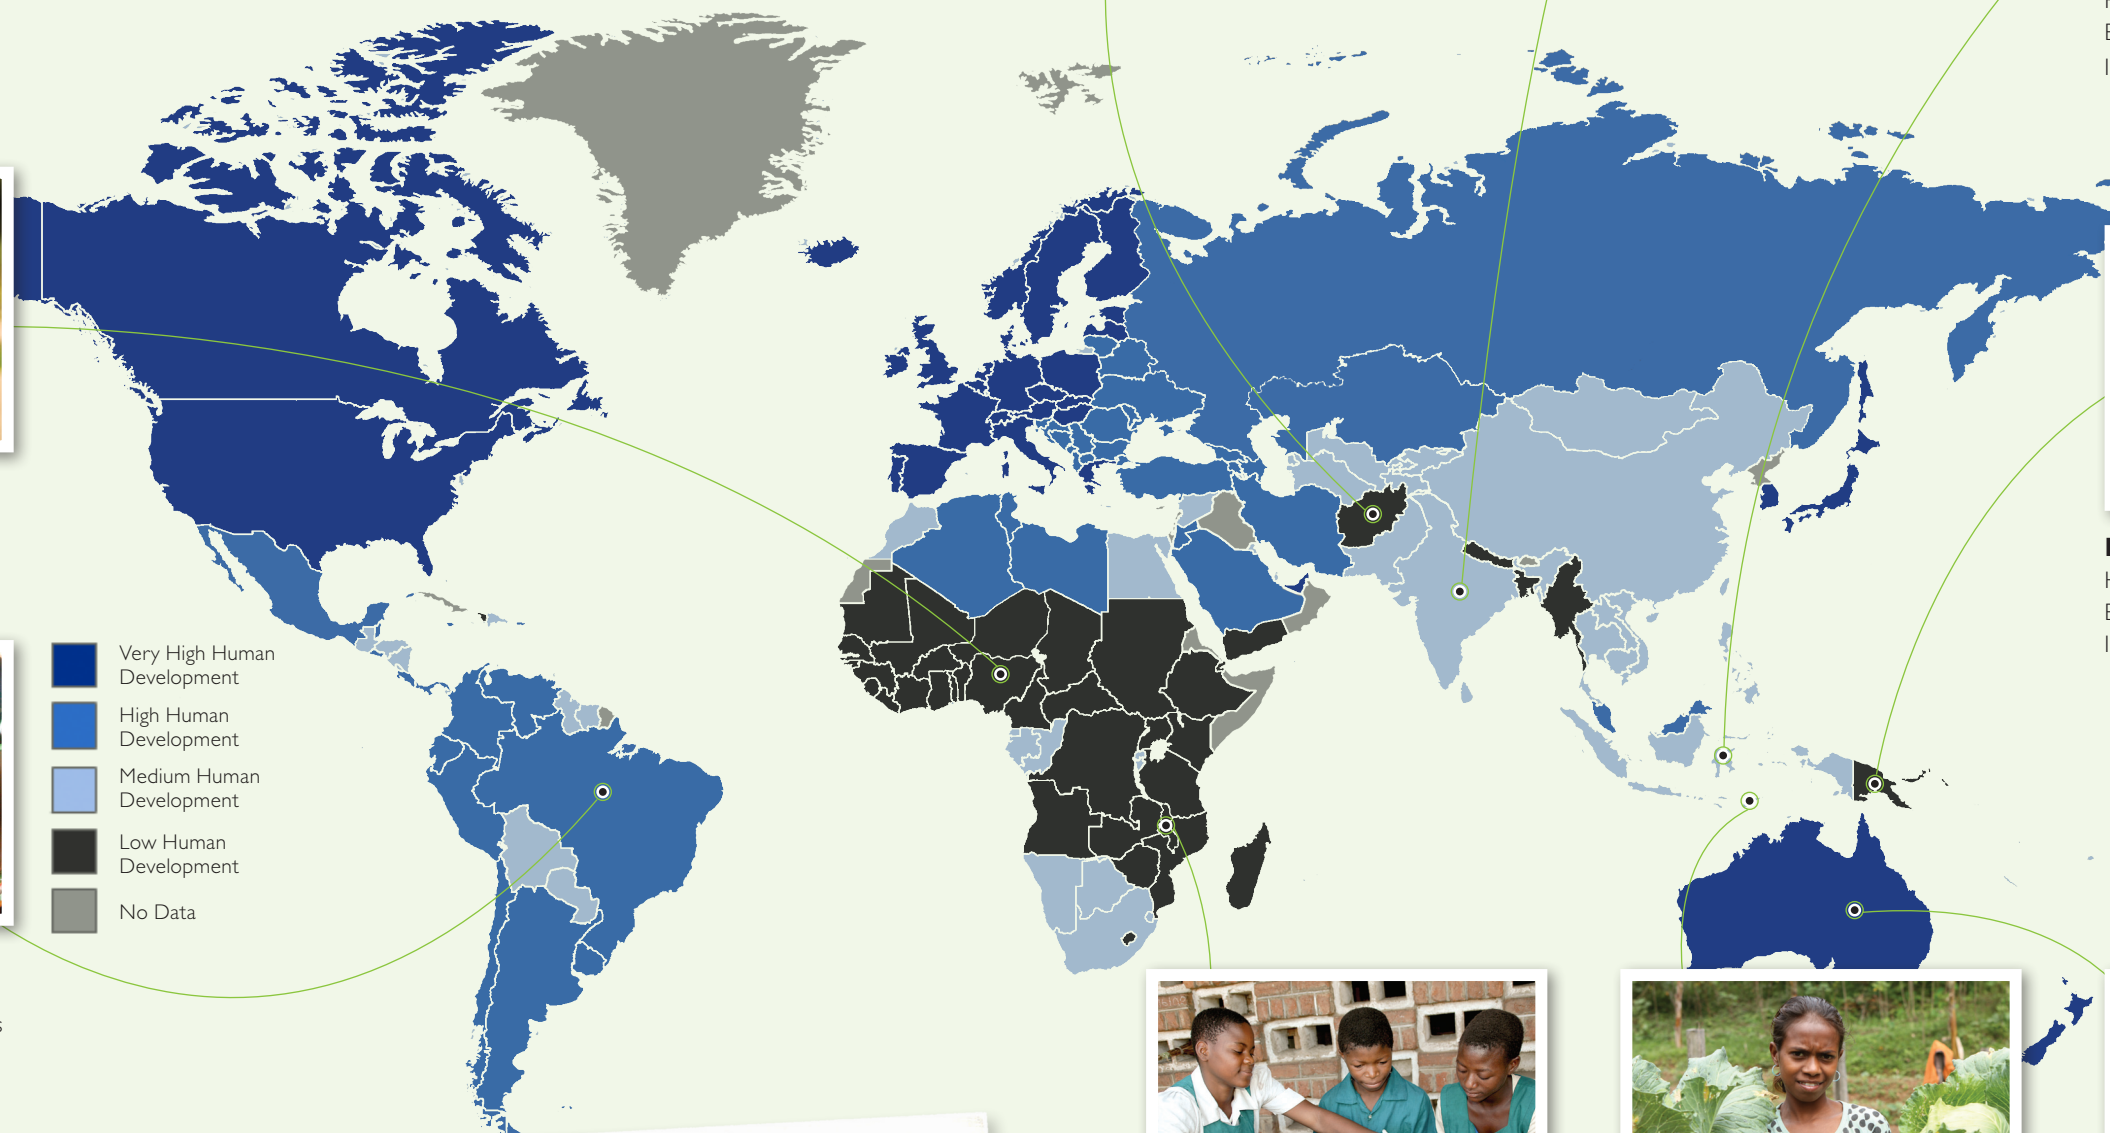 Very High Human
Development
High Human
Development
Medium Human
Development
Low Human
Development
No Data